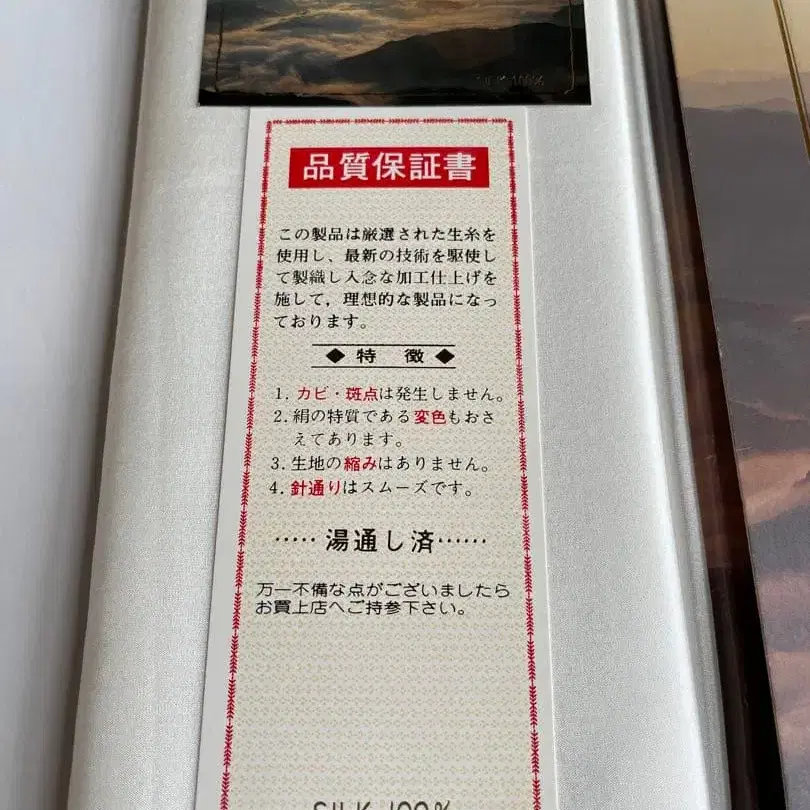 SILK 100%
品質保証書
この製品は厳選された生糸を
使用し、最新の技術を駆使し
て製織し入念な加工仕上げを
施して，理想的な製品になっ
ております。
◆特 徴◆
1. カビ・斑点は発生しません。
2. 絹の特質である変色もおさ
えてあります。
3. 生地の縮みはありません。
4. 針通りはスムーズです。
‥‥‥湯通し済‥‥‥
万一不備な点がございましたら
お買上店へご持参下さい。
SILK 100%